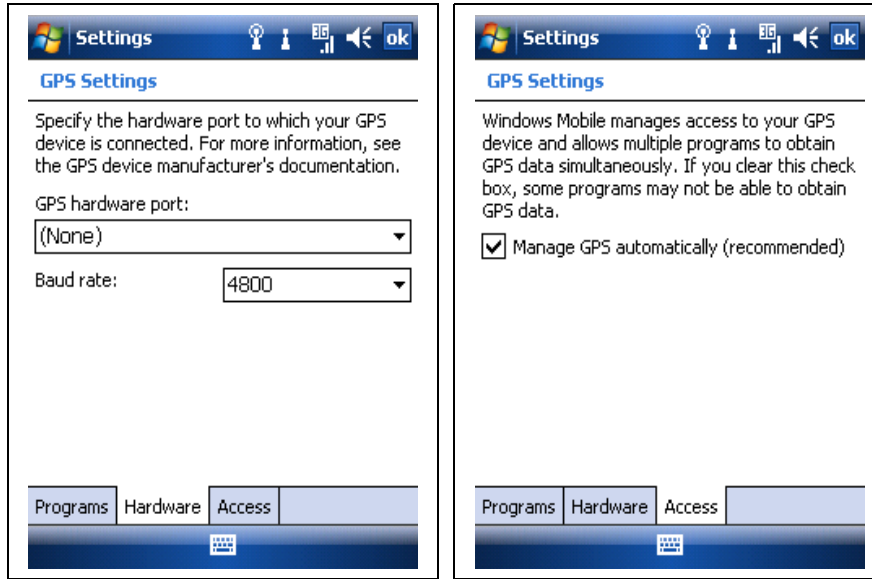 Settings
3G
ok
GPS Settings
Specify the hardware port to which your GPS
device is connected. For more information, see
the GPS device manufacturer's documentation.
GPS hardware port:
(None)
Baud rate:
4800
Programs
Hardware
Access
Settings
3G
ok
GPS Settings
Windows Mobile manages access to your GPS
device and allows multiple programs to obtain
GPS data simultaneously. If you clear this check
box, some programs may not be able to obtain
GPS data.
Manage GPS automatically (recommended)
Programs
Hardware
Access